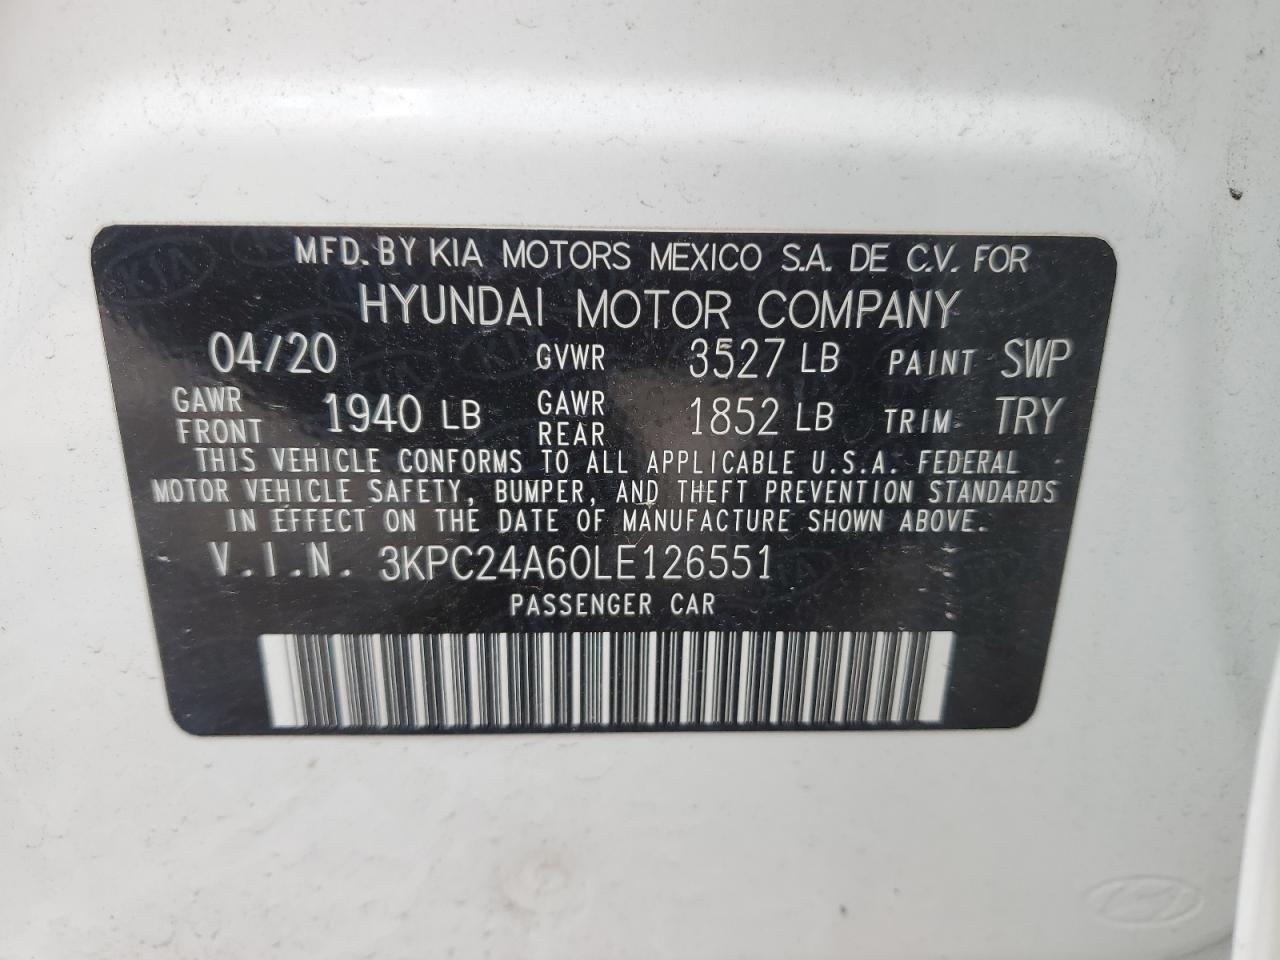 MFD. BY KIA MOTORS MEXICO S.A. DE C.V. FOR
HYUNDAI MOTOR COMPANY
04/20 GVWR 3527 LB PAINT SWP
GAWR FRONT 1940 LB GAWR REAR 1852 LB TRIM TRY
THIS VEHICLE CONFORMS TO ALL APPLICABLE U.S.A. FEDERAL
MOTOR VEHICLE SAFETY, BUMPER, AND THEFT PREVENTION STANDARDS
IN EFFECT ON THE DATE OF MANUFACTURE SHOWN ABOVE.
V.I.N. 3KPC24A60LE126551
PASSENGER CAR